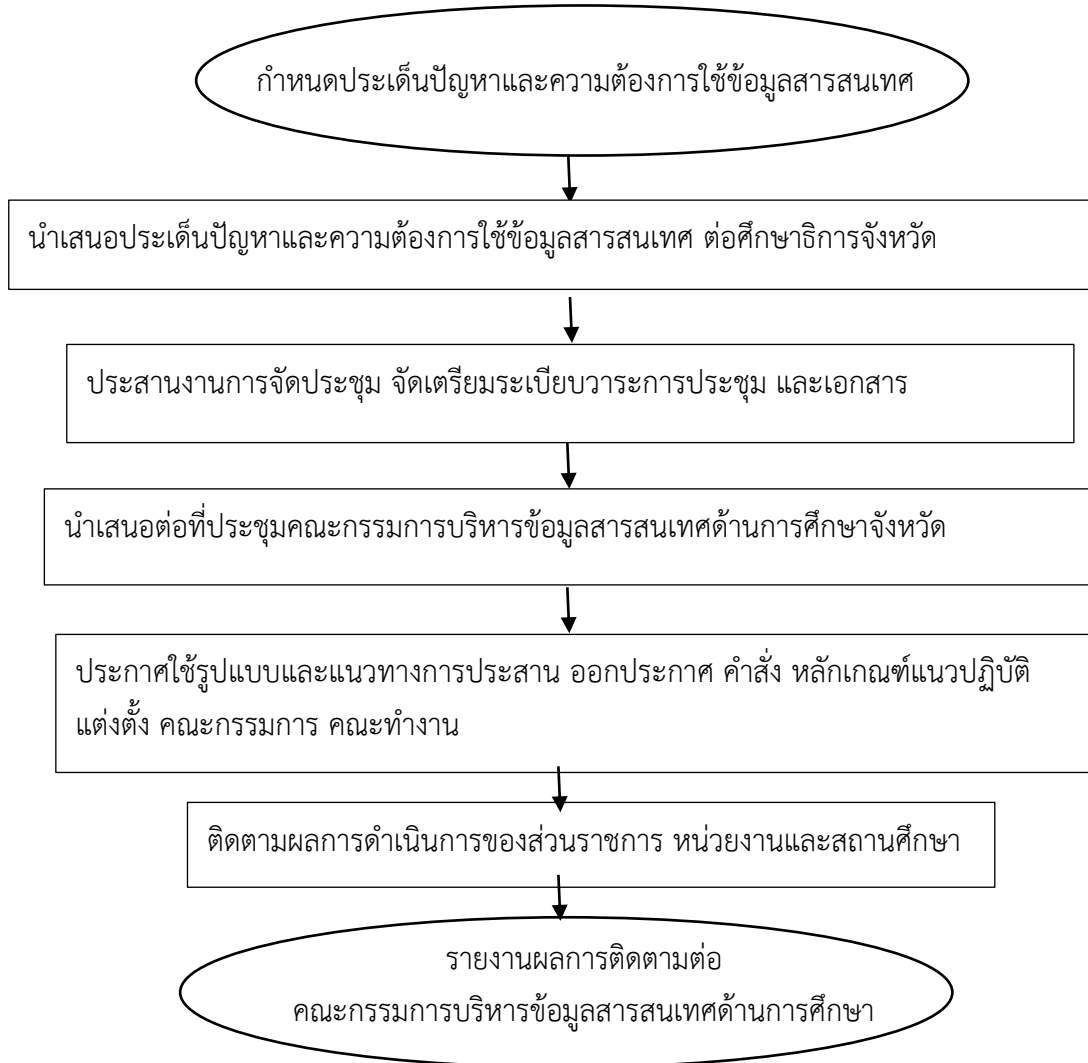 กำหนดประเด็นปัญหาและความต้องการใช้ข้อมูลสารสนเทศ
นำเสนอประเด็นปัญหาและความต้องการใช้ข้อมูลสารสนเทศ ต่อศึกษาธิการจังหวัด
ประสานงานการจัดประชุม จัดเตรียมระเบียบวาระการประชุม และเอกสาร
นำเสนอต่อที่ประชุมคณะกรรมการบริหารข้อมูลสารสนเทศด้านการศึกษาจังหวัด
ประกาศใช้รูปแบบและแนวทางการประสาน ออกประกาศ คำสั่ง หลักเกณฑ์แนวปฏิบัติ
แต่งตั้ง คณะกรรมการ คณะทำงาน
ติดตามผลการดำเนินการของส่วนราชการ หน่วยงานและสถานศึกษา
รายงานผลการติดตามต่อ
คณะกรรมการบริหารข้อมูลสารสนเทศด้านการศึกษา